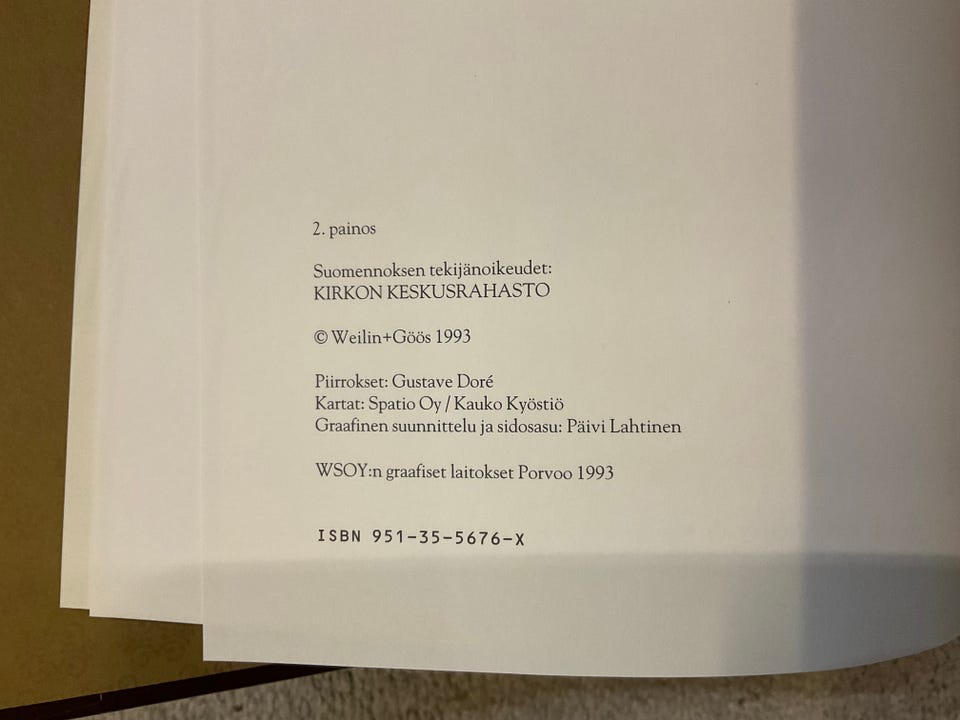 2. painos
Suomennoksen tekijänoikeudet:
KIRKON KESKUSRAHASTO
© Weilin+Göös 1993
Piirrokset: Gustave Doré
Kartat: Spatio Oy / Kauko Kyöstiö
Graafinen suunnittelu ja sidosasu: Päivi Lahtinen
WSOY:n graafiset laitokset Porvoo 1993
ISBN 951-35-5676-X